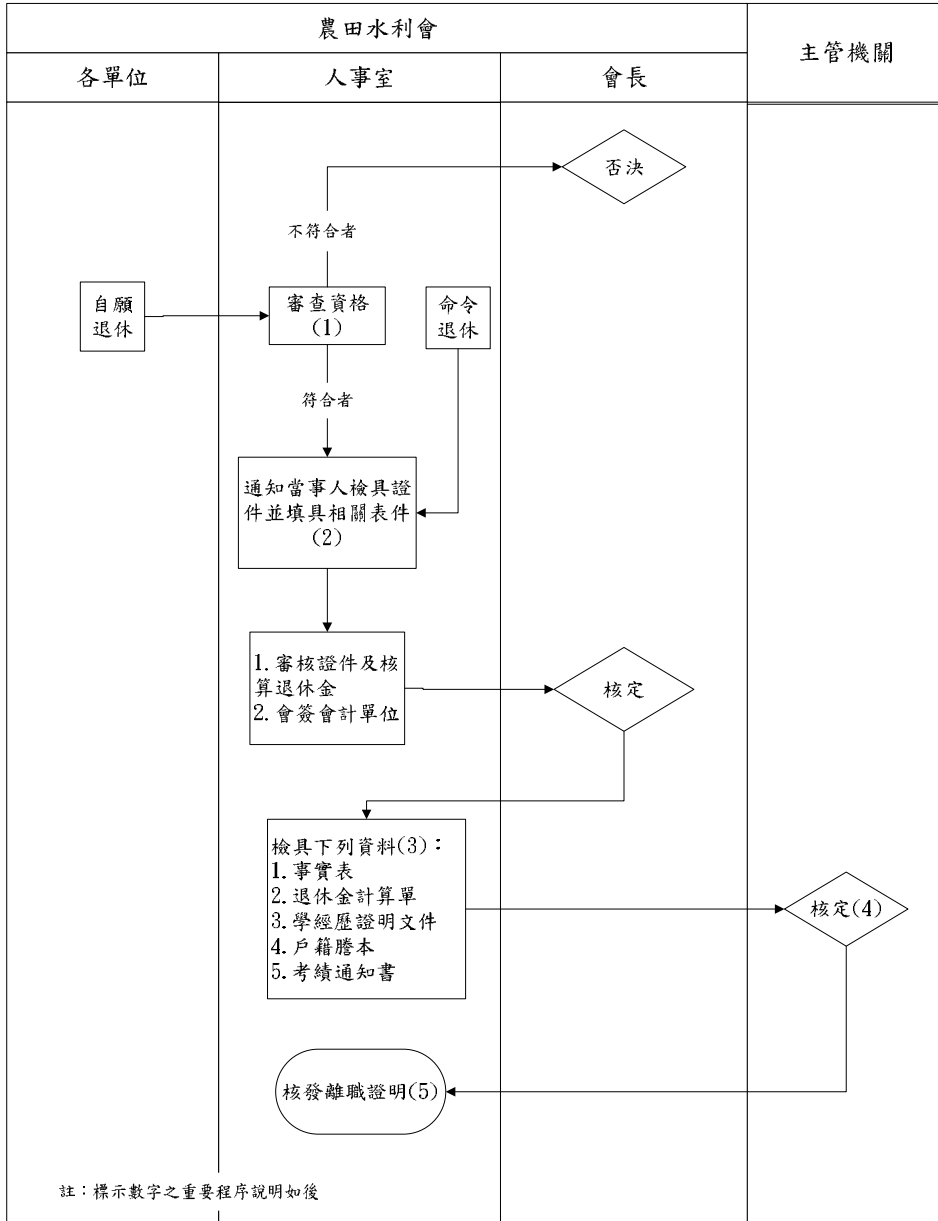 農田水利會
主管機關
各單位
人事室
會長
否決
不符合者
自願
退休
審查資格
(1)
命令
退休
符合者
通知當事人檢具證
件並填具相關表件
(2)
1.審核證件及核
算退休金
2.會簽會計單位
核定
檢具下列資料(3)：
1.事實表
2.退休金計算單
3.學經歷證明文件
4.戶籍謄本
5.考績通知書
核定(4)
核發離職證明(5)
註：標示數字之重要程序說明如後